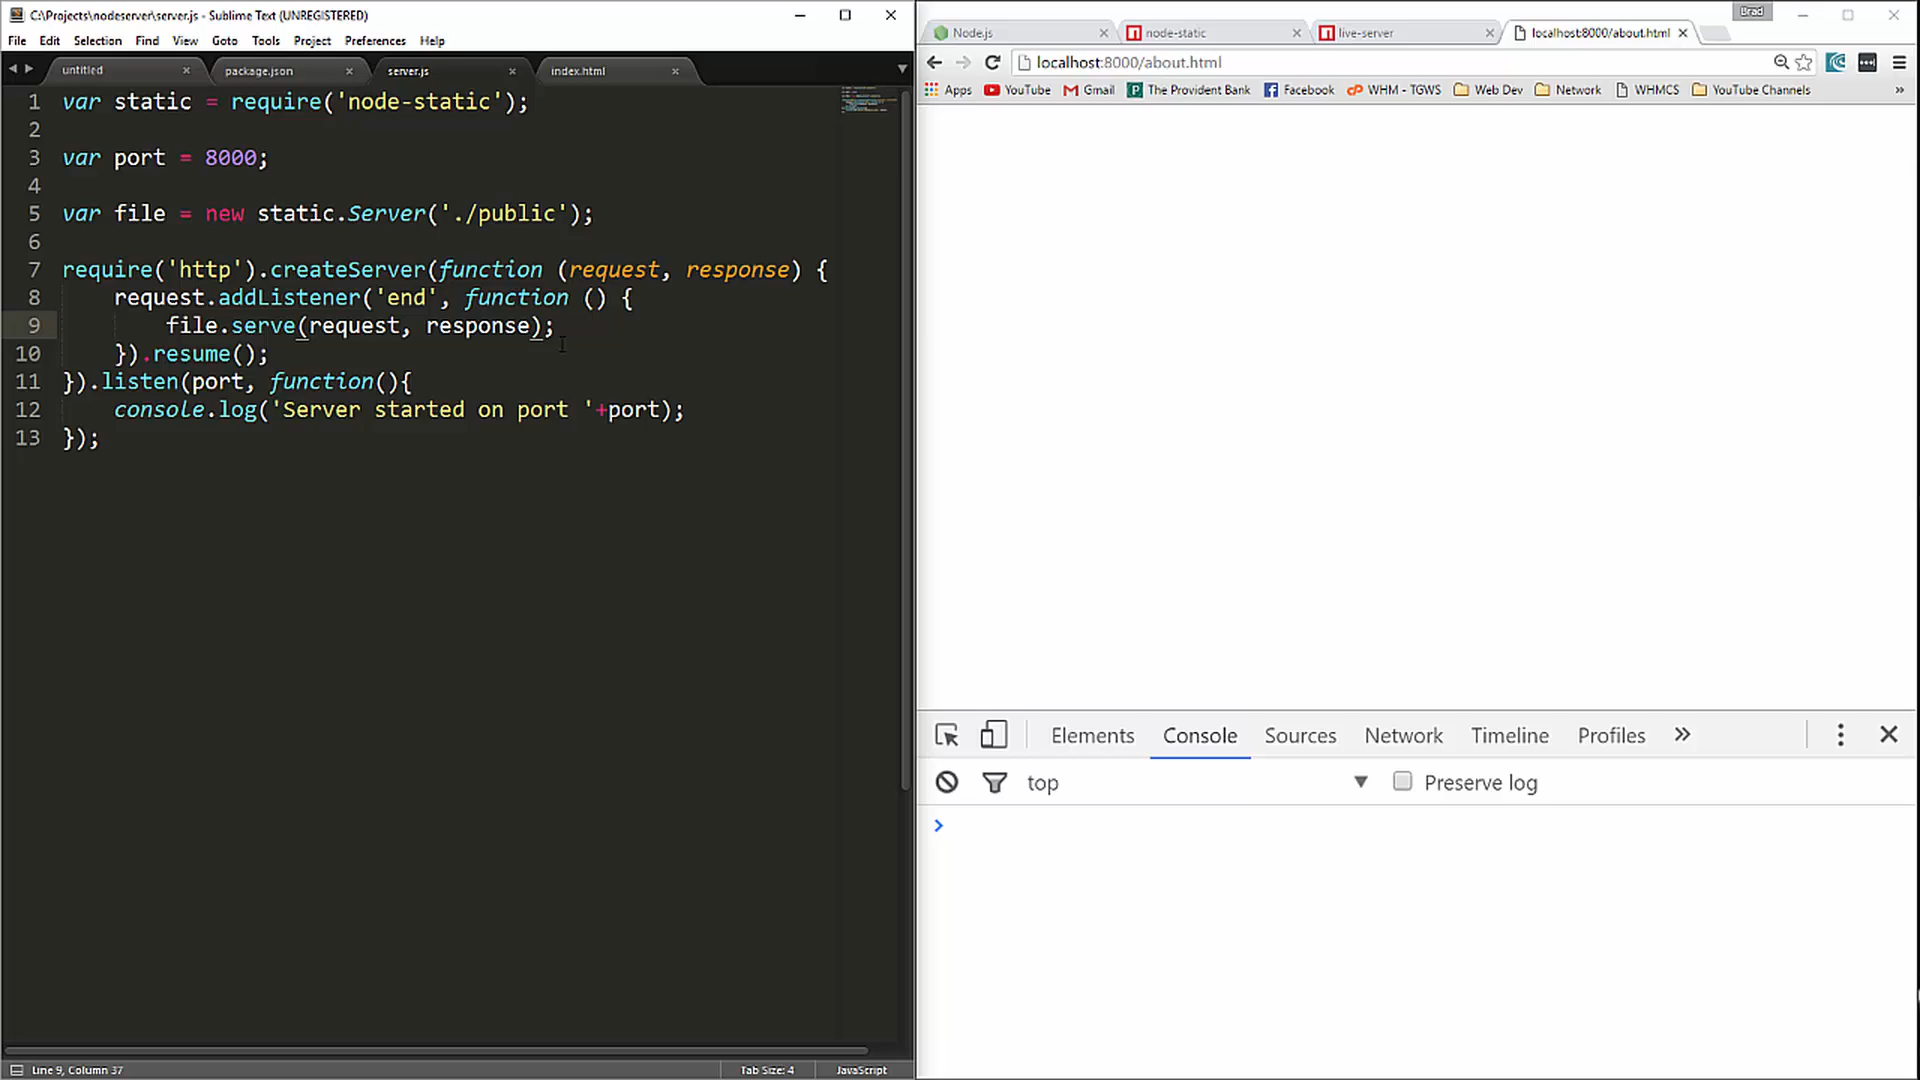 C:\Projects\nodeserver\server.js - Sublime Text (UNREGISTERED)
File Edit Selection Find View Goto Tools Project Preferences Help
untitled package.json server.js index.html
1 var static = require('node-static');
2
3 var port = 8000;
4
5 var file = new static.Server('./public');
6
7 require('http').createServer(function (request, response) {
8 request.addListener('end', function () {
9 file.serve(request, response);
10 }).resume();
11 }).listen(port, function(){
12 console.log('Server started on port '+port);
13 });
Line 9, Column 37 Tab Size: 4 JavaScript
Brad
Node.js node-static live-server localhost:8000/about.html
localhost:8000/about.html
Apps YouTube Gmail The Provident Bank Facebook WHM - TGWS Web Dev Network WHMCS YouTube Channels »
Elements Console Sources Network Timeline Profiles »
top Preserve log